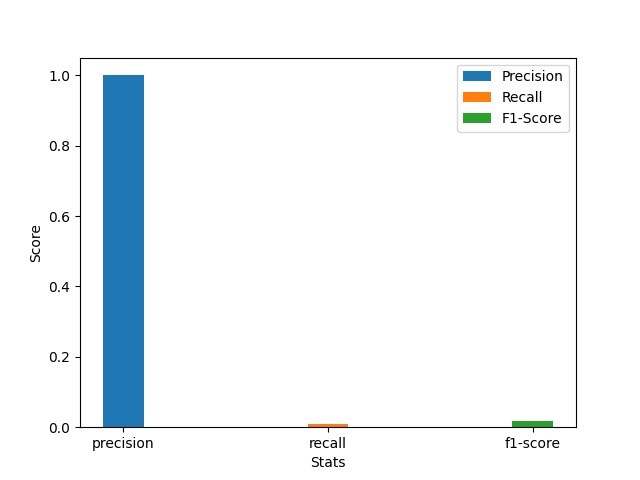 1.0
0.8
0.6
0.4
0.2
0.0
Score
Precision
Recall
F1-Score
precision recall f1-score
Stats